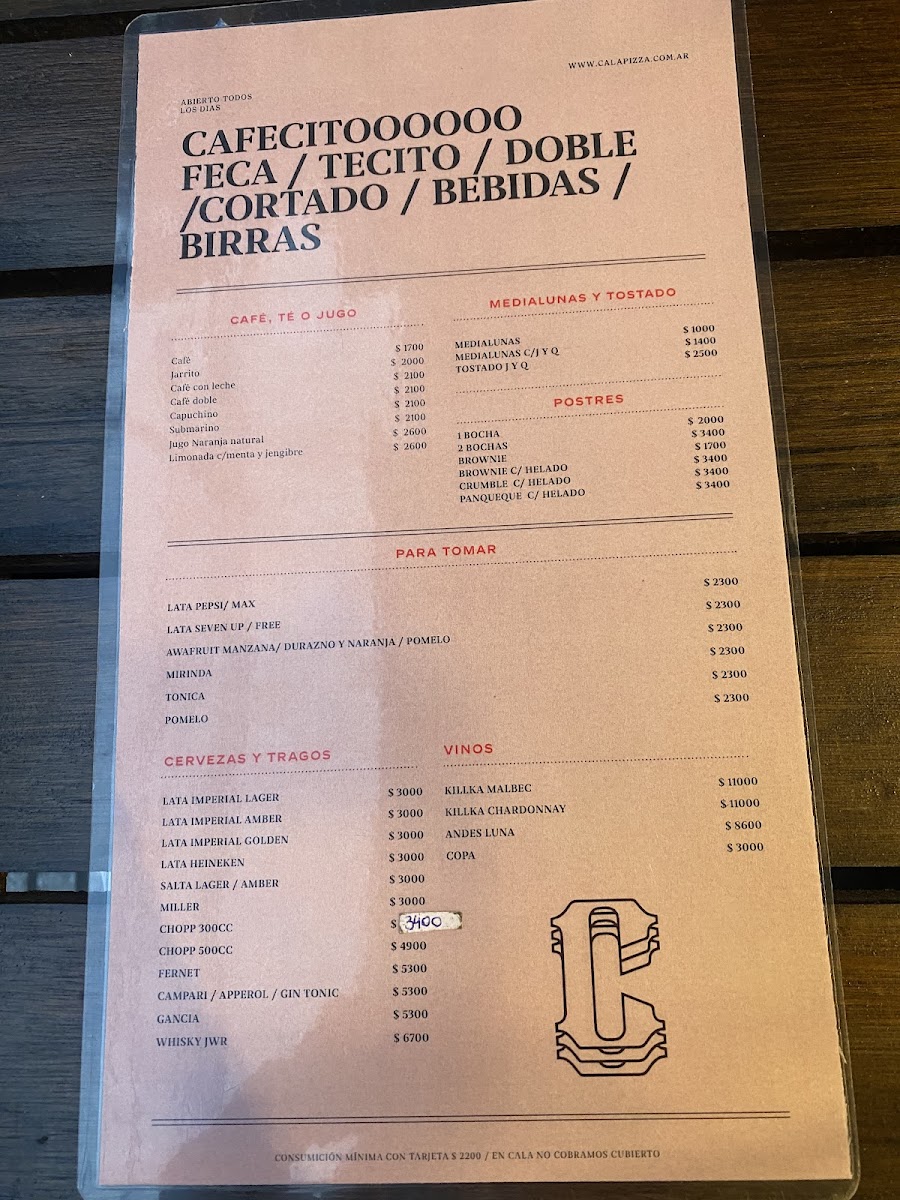 WWW.CALAPIZZA.COM.AR
ABIERTO TODOS
LOS DIAS
CAFECITOOOOOO
FECA / TECITO / DOBLE
/CORTADO / BEBIDAS /
BIRRAS
CAFÉ, TÉ O JUGO
Café $ 1700
Jarrito $ 2000
Café con leche $ 2100
Café doble $ 2100
Capuchino $ 2100
Submarino $ 2100
Jugo Naranja natural $ 2600
Limonada c/menta y jengibre $ 2600
MEDIALUNAS Y TOSTADO
MEDIALUNAS $ 1000
MEDIALUNAS C/J Y Q $ 1400
TOSTADO J Y Q $ 2500
POSTRES
1 BOCHA $ 2000
2 BOCHAS $ 3400
BROWNIE $ 1700
BROWNIE C/ HELADO $ 3400
CRUMBLE C/ HELADO $ 3400
PANQUEQUE C/ HELADO $ 3400
PARA TOMAR
LATA PEPSI/ MAX $ 2300
LATA SEVEN UP / FREE $ 2300
AWAFRUIT MANZANA/ DURAZNO Y NARANJA / POMELO $ 2300
MIRINDA $ 2300
TONICA $ 2300
POMELO $ 2300
CERVEZAS Y TRAGOS
LATA IMPERIAL LAGER $ 3000
LATA IMPERIAL AMBER $ 3000
LATA IMPERIAL GOLDEN $ 3000
LATA HEINEKEN $ 3000
SALTA LAGER / AMBER $ 3000
MILLER $ 3000
CHOPP 300CC $ 3400
CHOPP 500CC $ 4900
FERNET $ 5300
CAMPARI / APPEROL / GIN TONIC $ 5300
GANCIA $ 5300
WHISKY JWR $ 6700
VINOS
KILLKA MALBEC $ 11000
KILLKA CHARDONNAY $ 11000
ANDES LUNA $ 8600
COPA $ 3000
C
CONSUMICIÓN MÍNIMA CON TARJETA $ 2200 / EN CALA NO COBRAMOS CUBIERTO